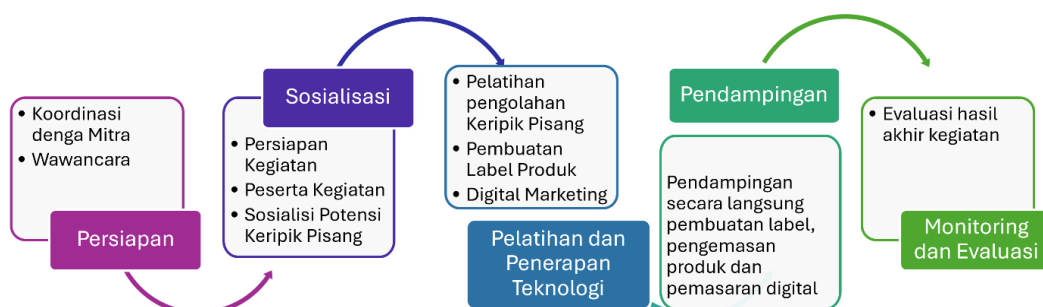 • Koordinasi
denga Mitra
• Wawancara
Persiapan
Sosialisasi
• Persiapan
Kegiatan
• Peserta Kegiatan
• Sosialisi Potensi
Keripik Pisang
• Pelatihan
pengolahan
Keripik Pisang
• Pembuatan
Label Produk
• Digital Marketing
Pelatihan dan
Penerapan
Teknologi
Pendampingan
Pendampingan
secara langsung
pembuatan label,
pengemasan
produk dan
pemasaran digital
• Evaluasi hasil
akhir kegiatan
Monitoring
dan Evaluasi